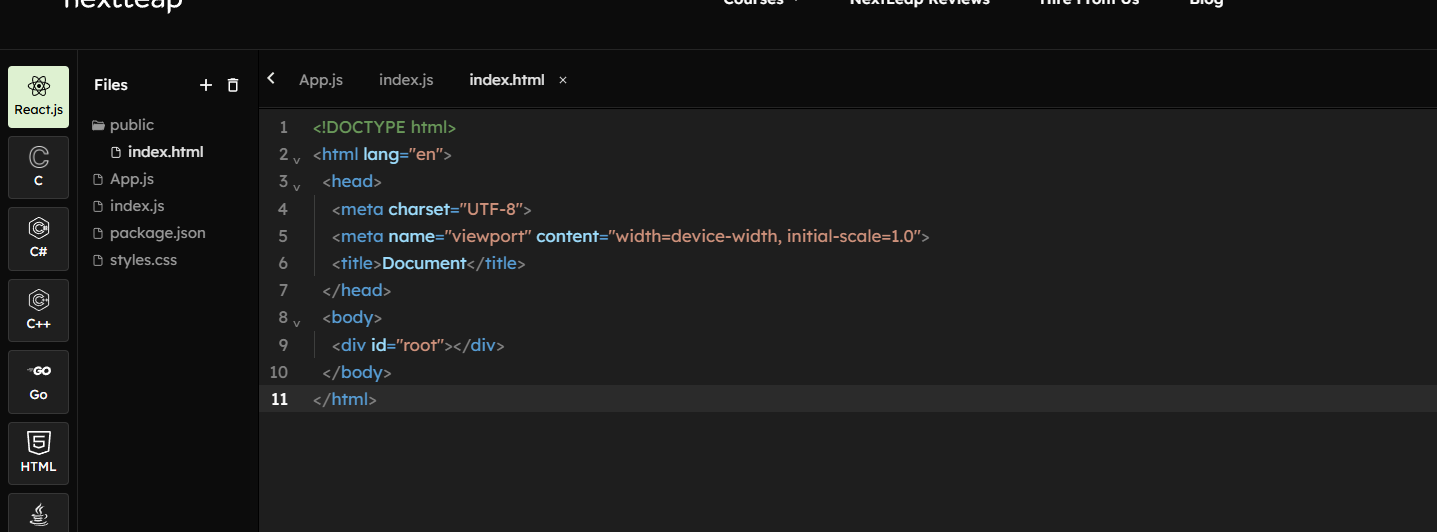 nextleap
Courses NextLeap Reviews Hire From Us Blog
React.js
C
C#
C++
GO
Go
HTML
Files
public
index.html
App.js
index.js
package.json
styles.css
App.js index.js index.html ×
1 <!DOCTYPE html>
2 <html lang="en">
3 <head>
4 <meta charset="UTF-8">
5 <meta name="viewport" content="width=device-width, initial-scale=1.0">
6 <title>Document</title>
7 </head>
8 <body>
9 <div id="root"></div>
10 </body>
11 </html>